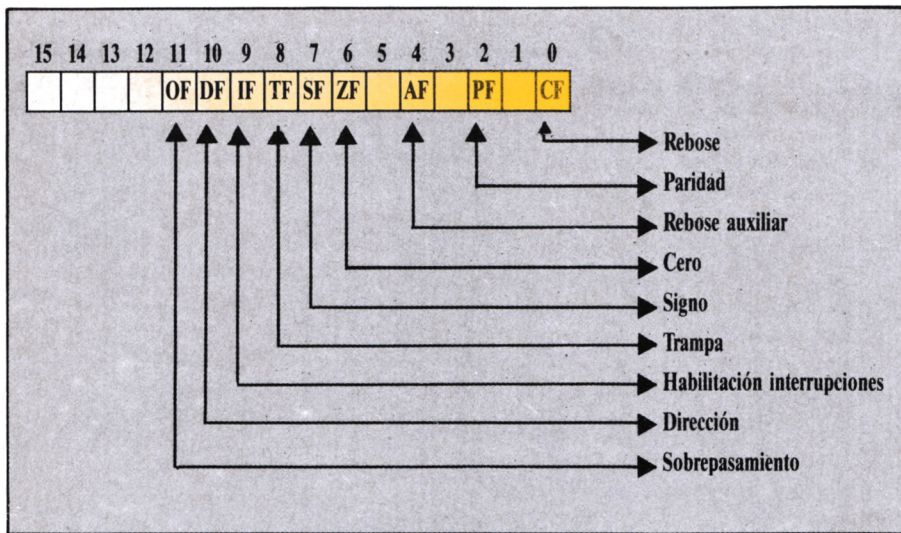 15 14 13 12 11 10 9 8 7 6 5 4 3 2 1 0
OF DF IF TF SF ZF AF PF CF
Rebose
Paridad
Rebose auxiliar
Cero
Signo
Trampa
Habilitación interrupciones
Dirección
Sobrepasamiento